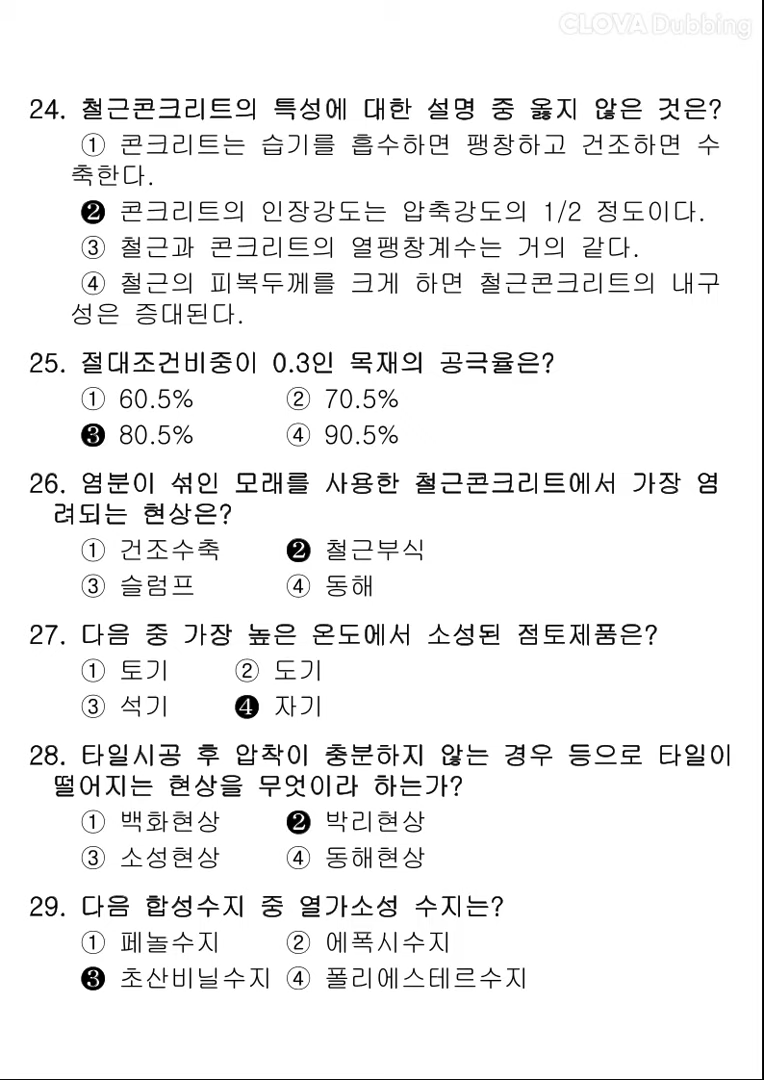 CLOVA Dubbing
24. 철근콘크리트의 특성에 대한 설명 중 옳지 않은 것은?
① 콘크리트는 습기를 흡수하면 팽창하고 건조하면 수
축한다.
❷ 콘크리트의 인장강도는 압축강도의 1/2 정도이다.
③ 철근과 콘크리트의 열팽창계수는 거의 같다.
④ 철근의 피복두께를 크게 하면 철근콘크리트의 내구
성은 증대된다.
25. 절대조건비중이 0.3인 목재의 공극율은?
① 60.5% ② 70.5%
❸ 80.5% ④ 90.5%
26. 염분이 섞인 모래를 사용한 철근콘크리트에서 가장 염
려되는 현상은?
① 건조수축 ❷ 철근부식
③ 슬럼프 ④ 동해
27. 다음 중 가장 높은 온도에서 소성된 점토제품은?
① 토기 ② 도기
③ 석기 ❹ 자기
28. 타일시공 후 압착이 충분하지 않는 경우 등으로 타일이
떨어지는 현상을 무엇이라 하는가?
① 백화현상 ❷ 박리현상
③ 소성현상 ④ 동해현상
29. 다음 합성수지 중 열가소성 수지는?
① 페놀수지 ② 에폭시수지
❸ 초산비닐수지 ④ 폴리에스테르수지